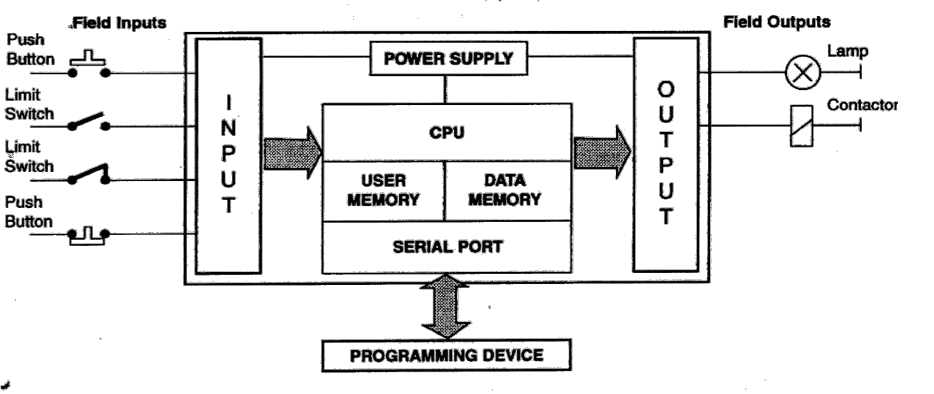 Field Inputs
Field Outputs
Push
Button
Limit
Switch
Limit
Switch
Push
Button
I
N
P
U
T
POWER SUPPLY
CPU
USER
MEMORY
DATA
MEMORY
SERIAL PORT
O
U
T
P
U
T
Lamp
Contactor
PROGRAMMING DEVICE